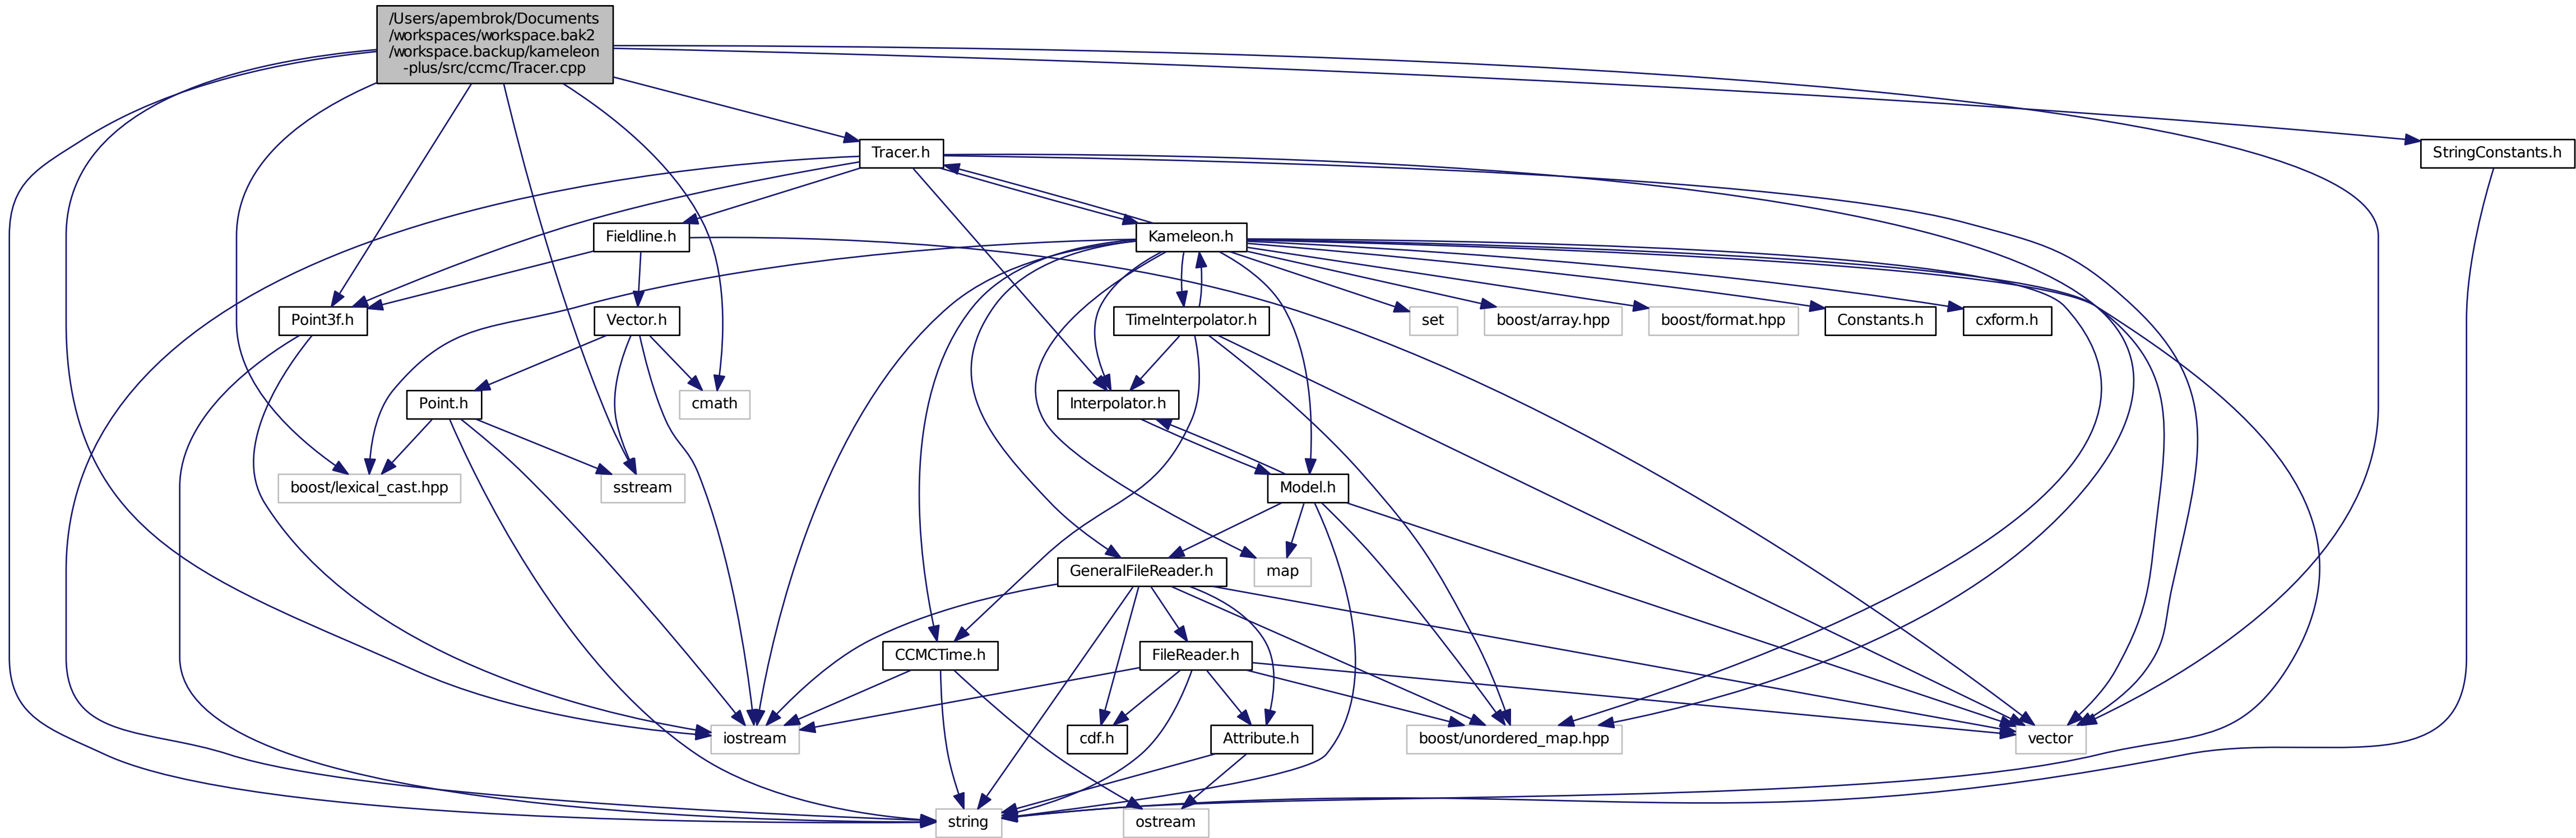 /Users/apembrok/Documents
/workspaces/workspace.bak2
/workspace.backup/kameleon
-plus/src/ccmc/Tracer.cpp
Tracer.h
StringConstants.h
Fieldline.h
Kameleon.h
Point3f.h
Vector.h
TimeInterpolator.h
set
boost/array.hpp
boost/format.hpp
Constants.h
cxform.h
Point.h
cmath
Interpolator.h
boost/lexical_cast.hpp
sstream
Model.h
GeneralFileReader.h
map
CCMCTime.h
FileReader.h
iostream
cdf.h
Attribute.h
boost/unordered_map.hpp
vector
string
ostream